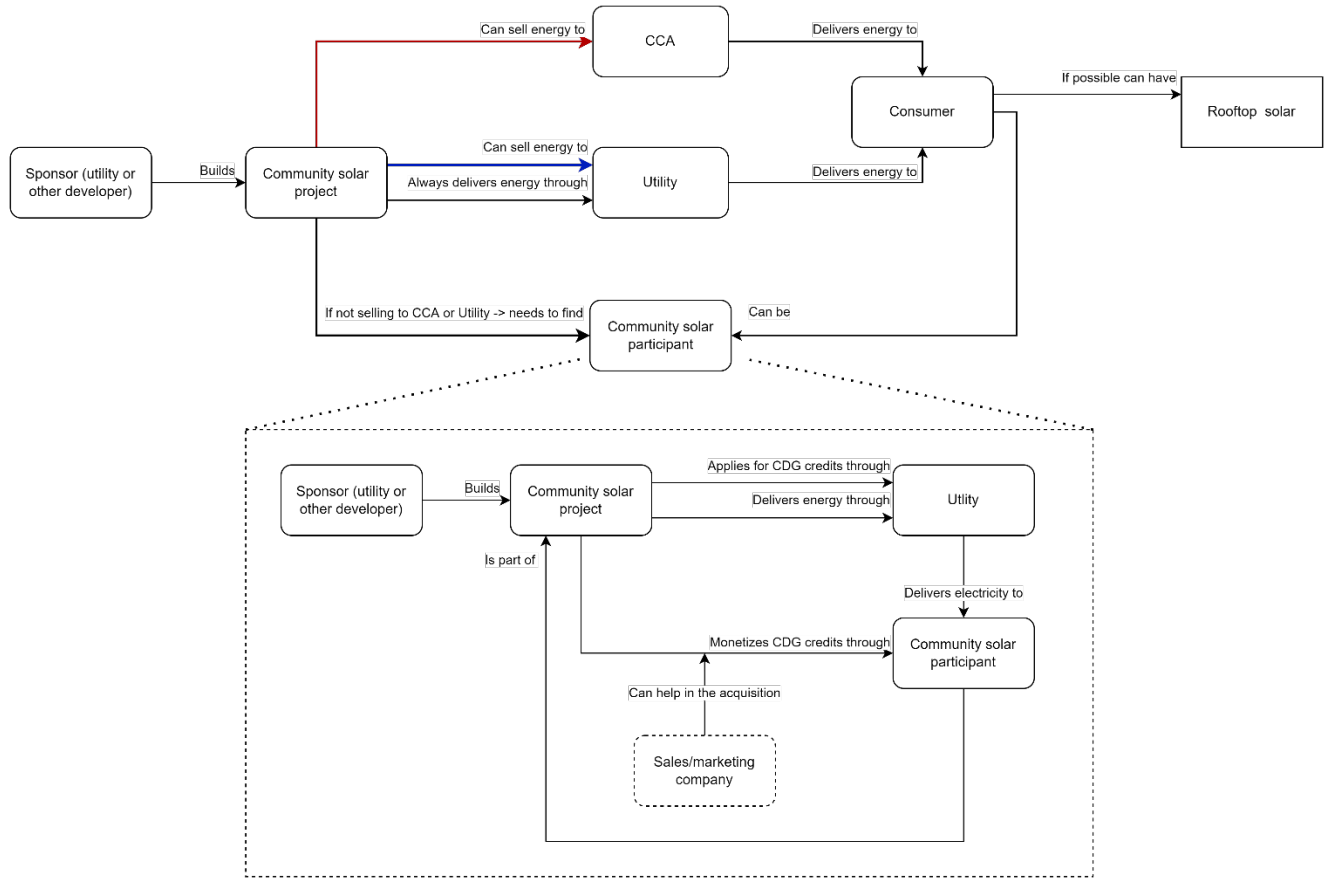 Can sell energy to
CCA
Delivers energy to
If possible can have
Consumer
Rooftop solar
Can sell energy to
Sponsor (utility or
other developer)
Builds
Community solar
project
Always delivers energy through
Utility
Delivers energy to
If not selling to CCA or Utility -> needs to find
Community solar
participant
Can be
Applies for CDG credits through
Sponsor (utility or
other developer)
Builds
Community solar
project
Delivers energy through
Utlity
Is part of
Delivers electricity to
Monetizes CDG credits through
Community solar
participant
Can help in the acquisition
Sales/marketing
company